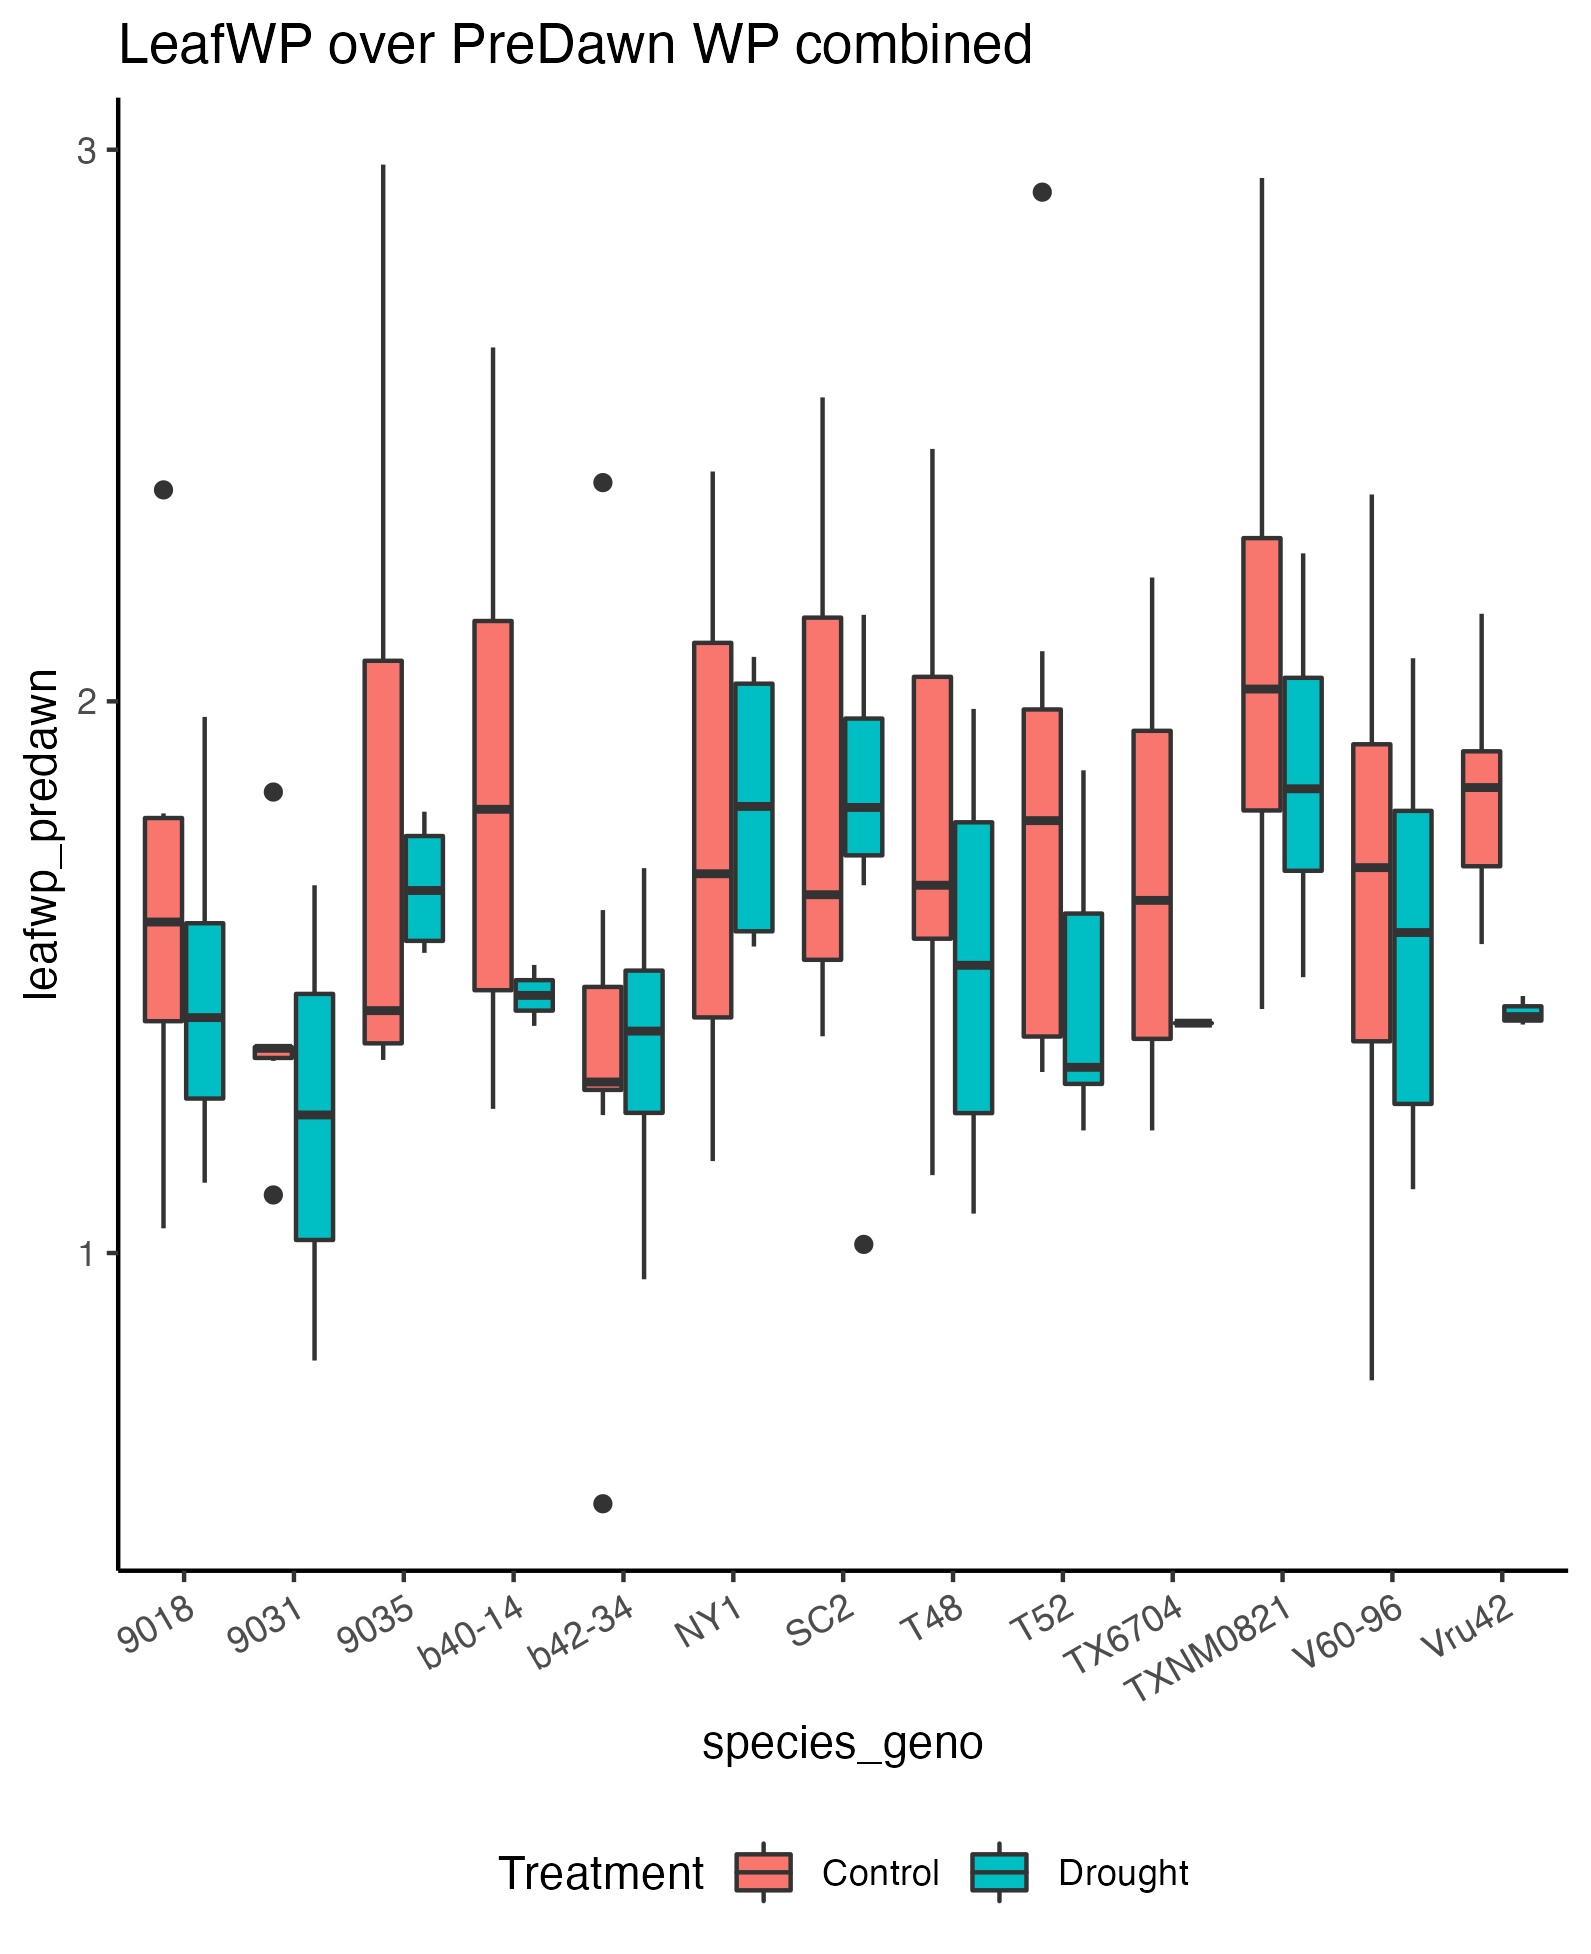 LeafWP over PreDawn WP combined
leafwp_predawn
3
2
1
9018 9031 9035 b40-14 b42-34 NY1 SC2 T48 T52 TX6704 TXNM0821 V60-96 Vru42
species_geno
Treatment Control Drought